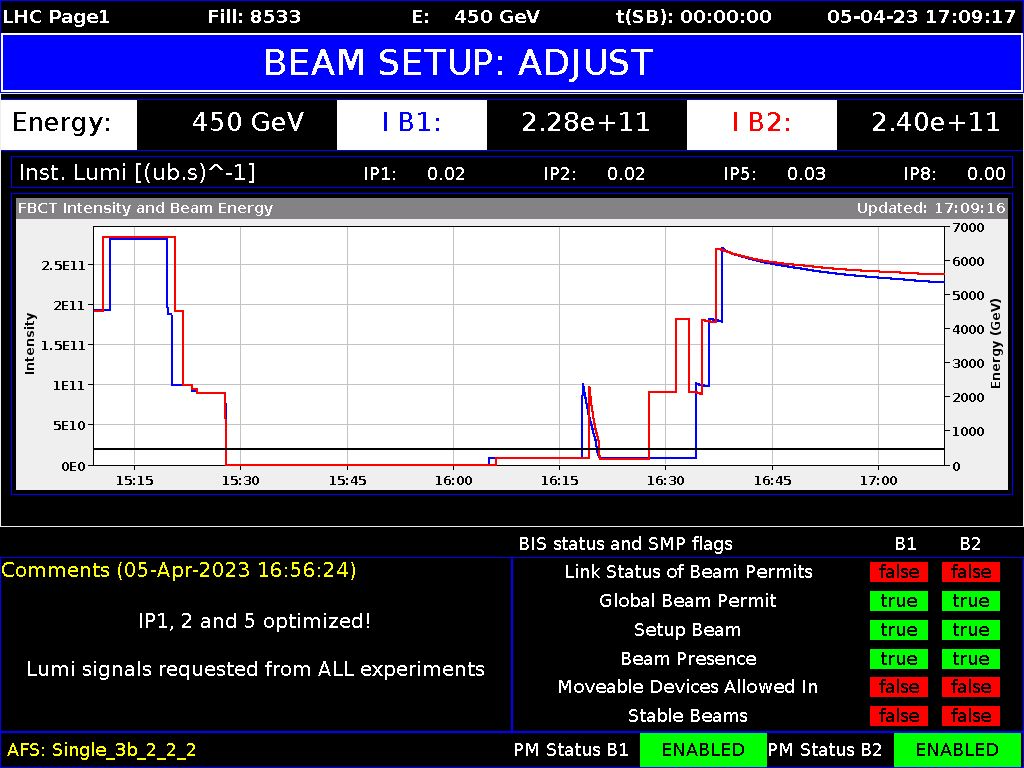 LHC Page1 Fill: 8533 E: 450 GeV t(SB): 00:00:00 05-04-23 17:09:17
BEAM SETUP: ADJUST
Energy: 450 GeV I B1: 2.28e+11 I B2: 2.40e+11
Inst. Lumi [(ub.s)^-1] IP1: 0.02 IP2: 0.02 IP5: 0.03 IP8: 0.00
FBCT Intensity and Beam Energy Updated: 17:09:16
Intensity
2.5E11
2E11
1.5E11
1E11
5E10
0E0
7000
6000
5000
4000
3000
2000
1000
0
Energy (GeV)
15:15 15:30 15:45 16:00 16:15 16:30 16:45 17:00
BIS status and SMP flags B1 B2
Comments (05-Apr-2023 16:56:24)
IP1, 2 and 5 optimized!
Lumi signals requested from ALL experiments
Link Status of Beam Permits false false
Global Beam Permit true true
Setup Beam true true
Beam Presence true true
Moveable Devices Allowed In false false
Stable Beams false false
AFS: Single_3b_2_2_2 PM Status B1 ENABLED PM Status B2 ENABLED